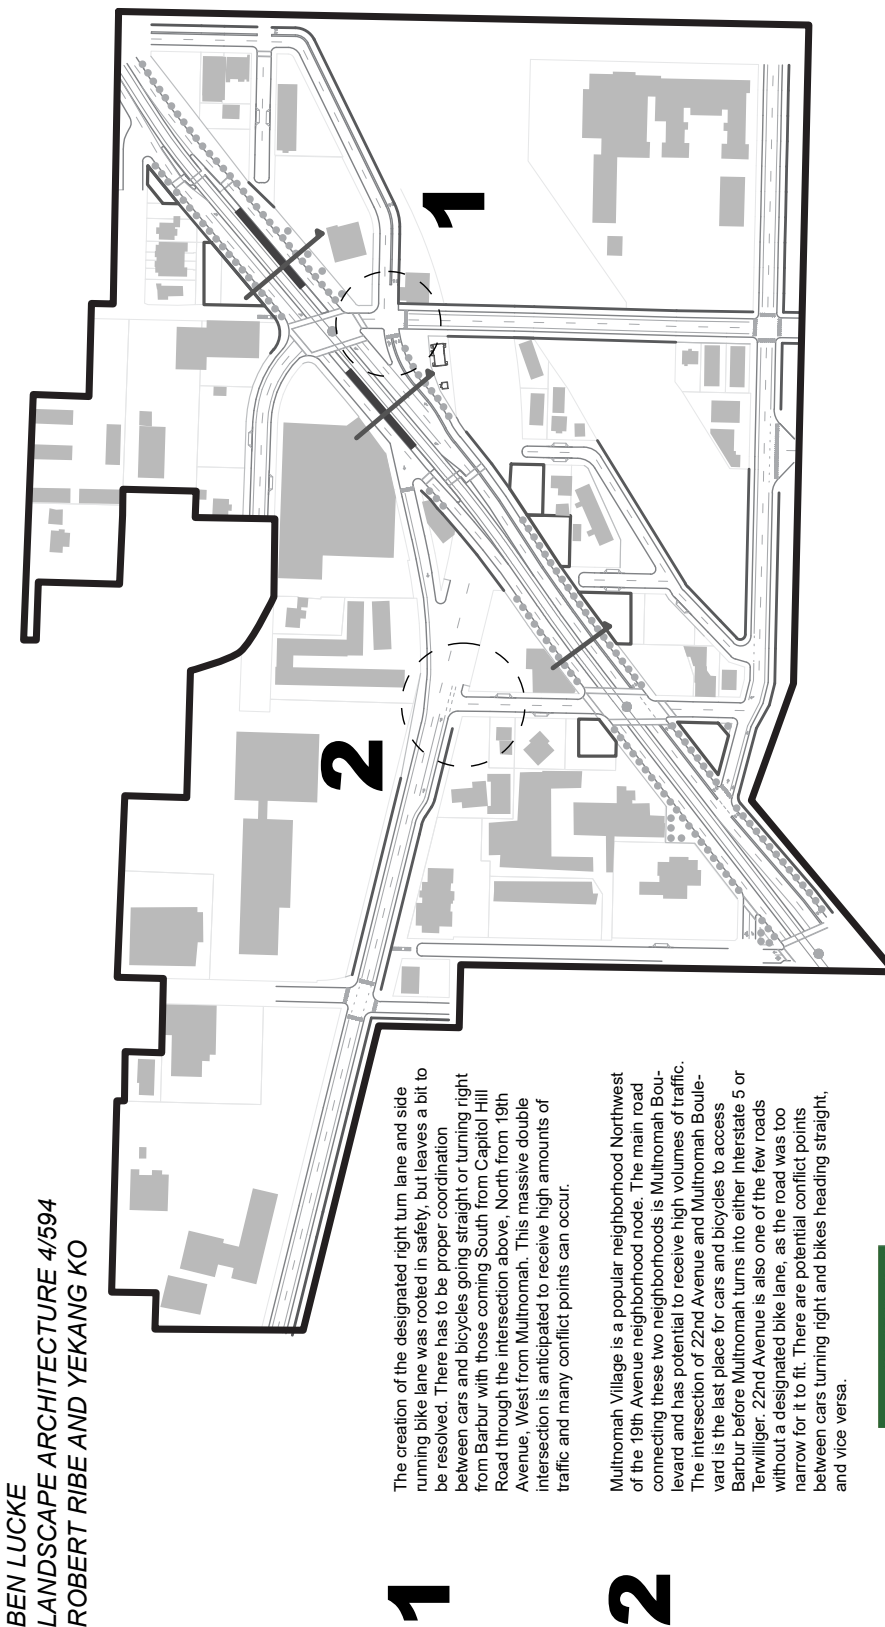 BEN LUCKE
LANDSCAPE ARCHITECTURE 4/594
ROBERT RIBE AND YEKANG KO
1
2
1
The creation of the designated right turn lane and side
running bike lane was rooted in safety, but leaves a bit to
be resolved. There has to be proper coordination
between cars and bicycles going straight or turning right
from Barbur with those coming South from Capitol Hill
Road through the intersection above, North from 19th
Avenue, West from Multnomah. This massive double
intersection is anticipated to receive high amounts of
traffic and many conflict points can occur.
2
Multnomah Village is a popular neighborhood Northwest
of the 19th Avenue neighborhood node. The main road
connecting these two neighborhoods is Multnomah Bou-
levard and has potential to receive high volumes of traffic.
The intersection of 22nd Avenue and Multnomah Boule-
vard is the last place for cars and bicycles to access
Barbur before Multnomah turns into either Interstate 5 or
Terwilliger. 22nd Avenue is also one of the few roads
without a designated bike lane, as the road was too
narrow for it to fit. There are potential conflict points
between cars turning right and bikes heading straight,
and vice versa.